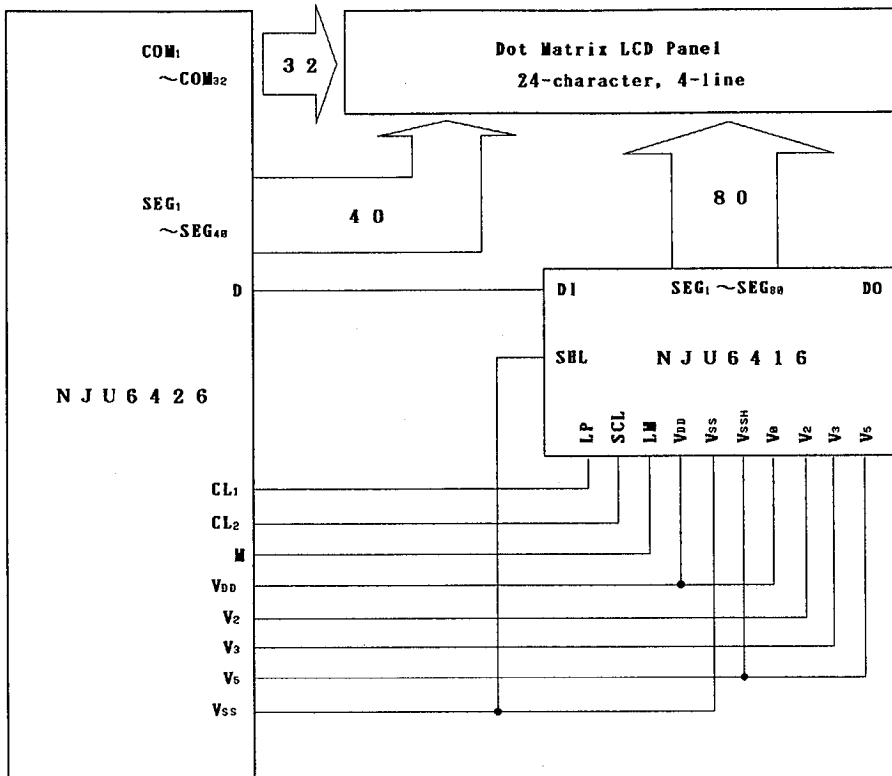 COM₁
～COM₃₂
32
Dot Matrix LCD Panel
24-character, 4-line
SEG₁
～SEG₄₀
40
80
D
DI
SEG₁～SEG₈₀
DO
SHL
NJU6416
NJU6426
LP
SCL
LM
VDD
VSS
VSSH
V₀
V₂
V₃
V₅
CL₁
CL₂
M
VDD
V₂
V₃
V₅
VSS